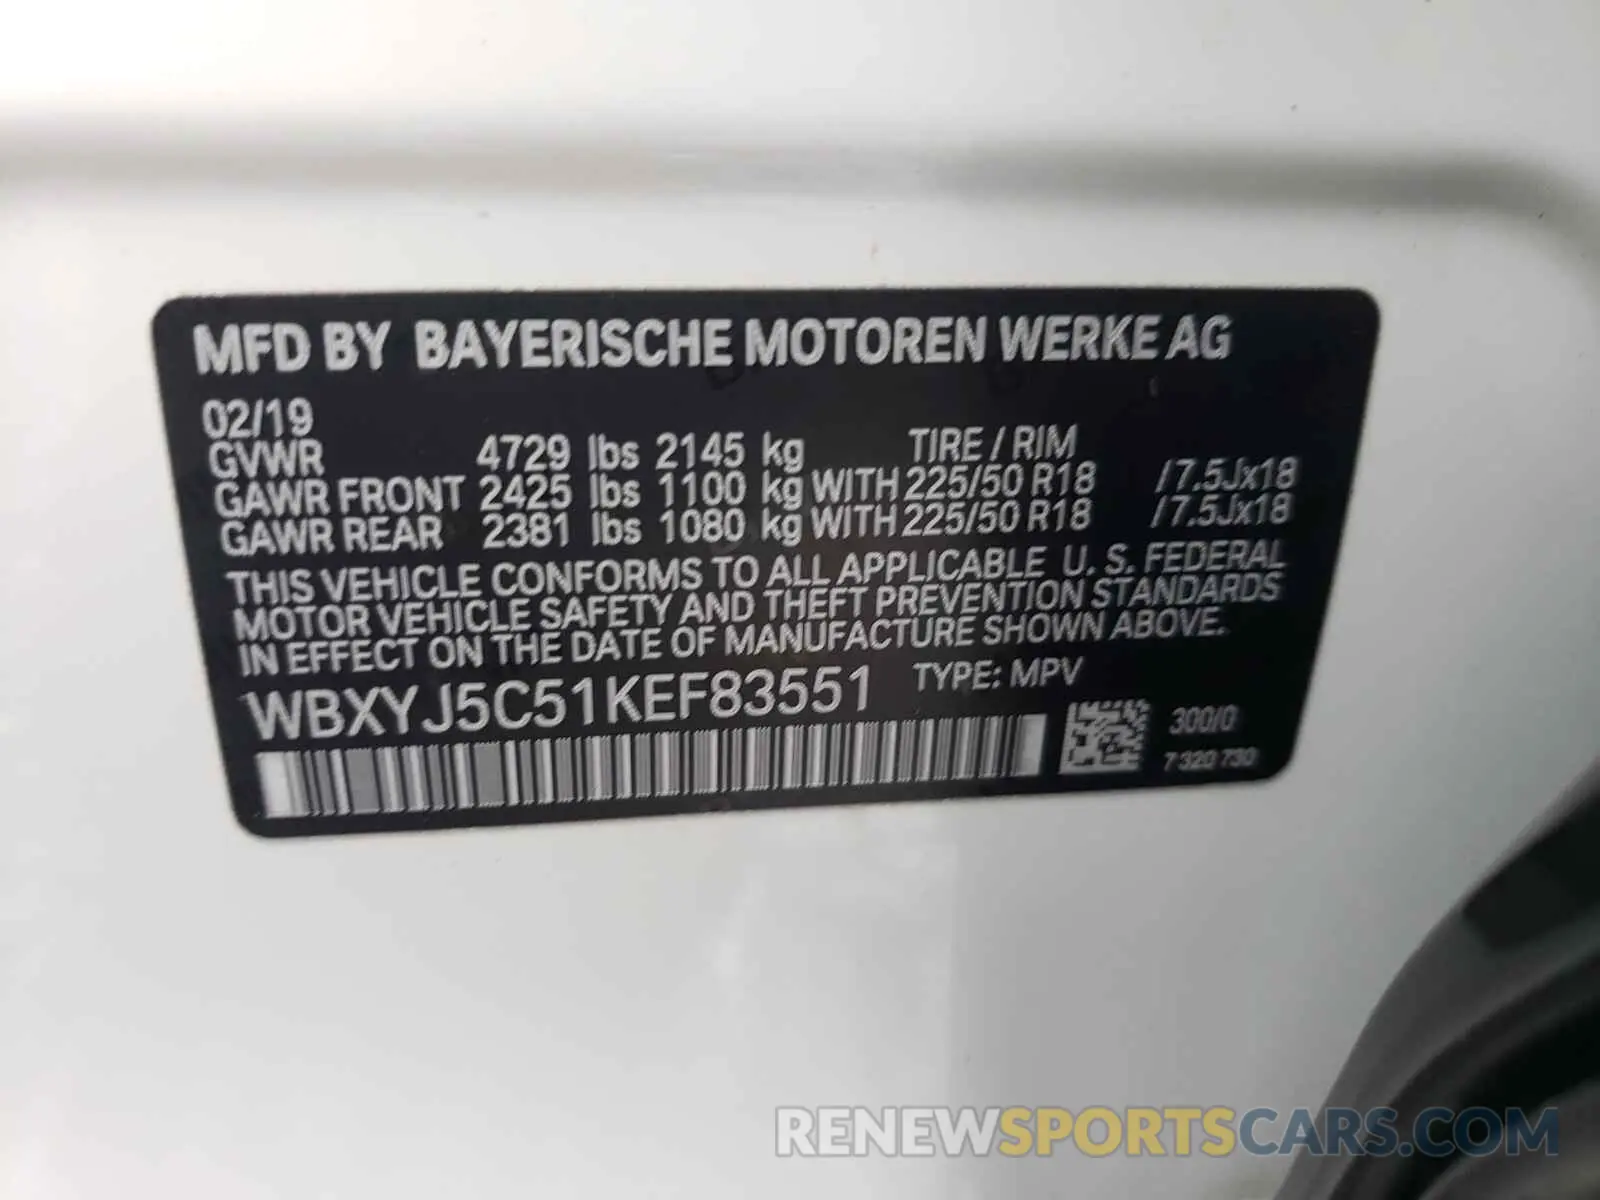 MFD BY BAYERISCHE MOTOREN WERKE AG
02/19
GVWR 4729 lbs 2145 kg TIRE / RIM
GAWR FRONT 2425 lbs 1100 kg WITH 225/50 R18 /7.5Jx18
GAWR REAR 2381 lbs 1080 kg WITH 225/50 R18 /7.5Jx18
THIS VEHICLE CONFORMS TO ALL APPLICABLE U. S. FEDERAL
MOTOR VEHICLE SAFETY AND THEFT PREVENTION STANDARDS
IN EFFECT ON THE DATE OF MANUFACTURE SHOWN ABOVE.
WBXYJ5C51KEF83551 TYPE: MPV
300/0
7 320 730
RENEWSPORTSCARS.COM